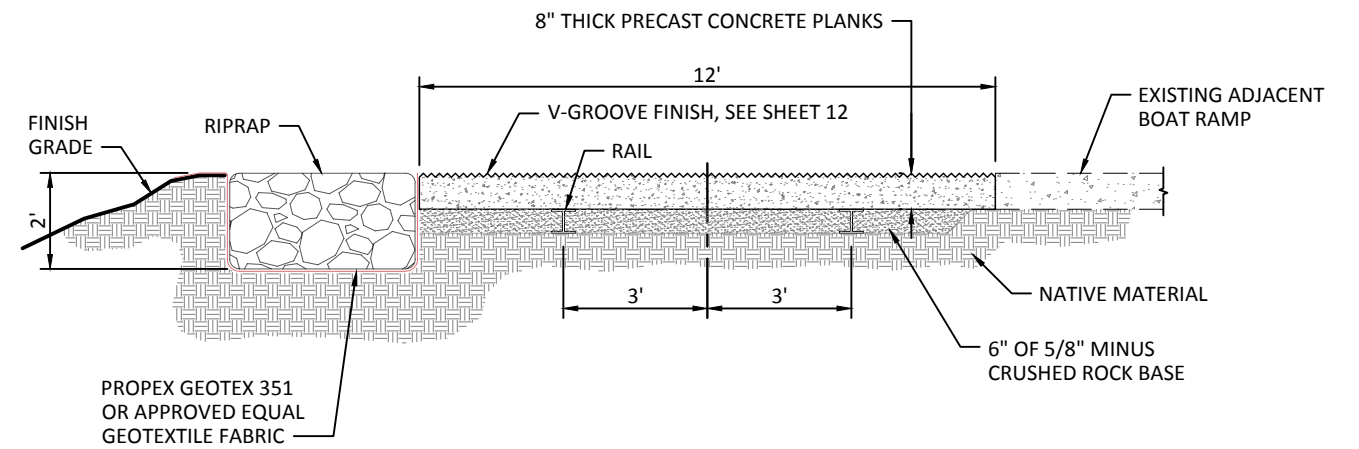 8" THICK PRECAST CONCRETE PLANKS
12'
V-GROOVE FINISH, SEE SHEET 12
EXISTING ADJACENT
BOAT RAMP
FINISH
GRADE
RIPRAP
RAIL
2'
3'
3'
NATIVE MATERIAL
6" OF 5/8" MINUS
CRUSHED ROCK BASE
PROPEX GEOTEX 351
OR APPROVED EQUAL
GEOTEXTILE FABRIC